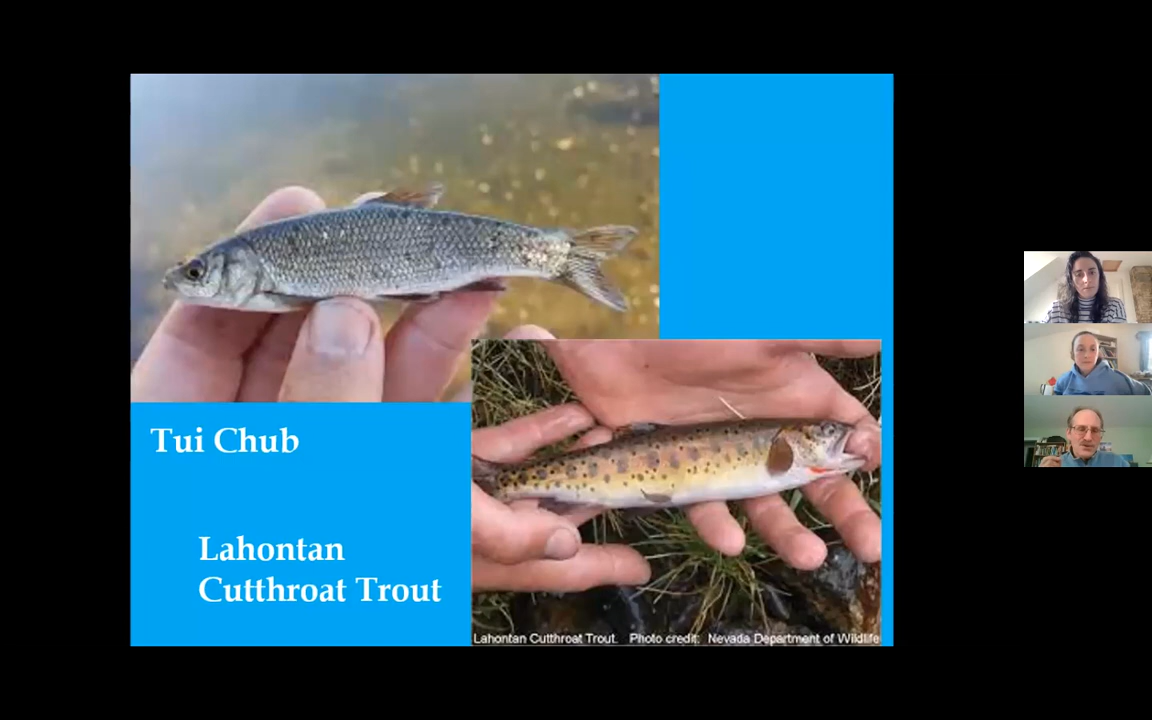 Tui Chub
Lahontan
Cutthroat Trout
Lahontan Cutthroat Trout. Photo credit: Nevada Department of Wildlife